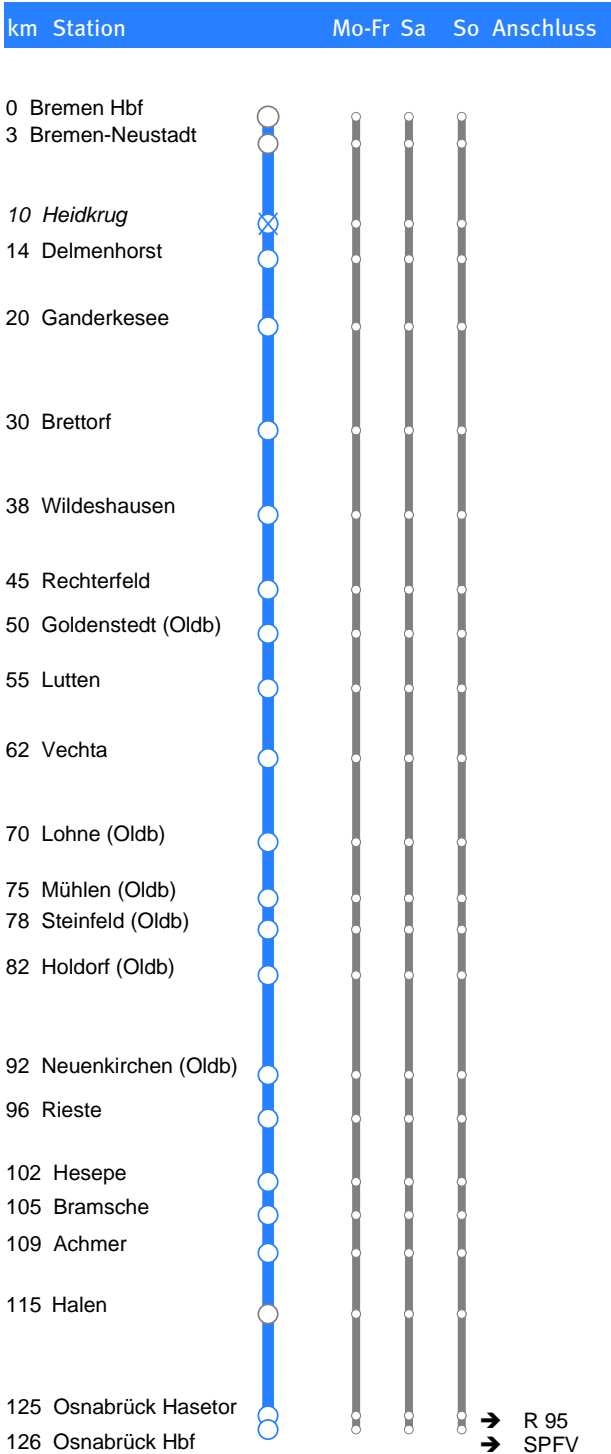 km Station Mo-Fr Sa So Anschluss
0 Bremen Hbf
3 Bremen-Neustadt
10 Heidkrug
14 Delmenhorst
20 Ganderkesee
30 Brettorf
38 Wildeshausen
45 Rechterfeld
50 Goldenstedt (Oldb)
55 Lutten
62 Vechta
70 Lohne (Oldb)
75 Mühlen (Oldb)
78 Steinfeld (Oldb)
82 Holdorf (Oldb)
92 Neuenkirchen (Oldb)
96 Rieste
102 Hesepe
105 Bramsche
109 Achmer
115 Halen
125 Osnabrück Hasetor ➔ R 95
126 Osnabrück Hbf ➔ SPFV